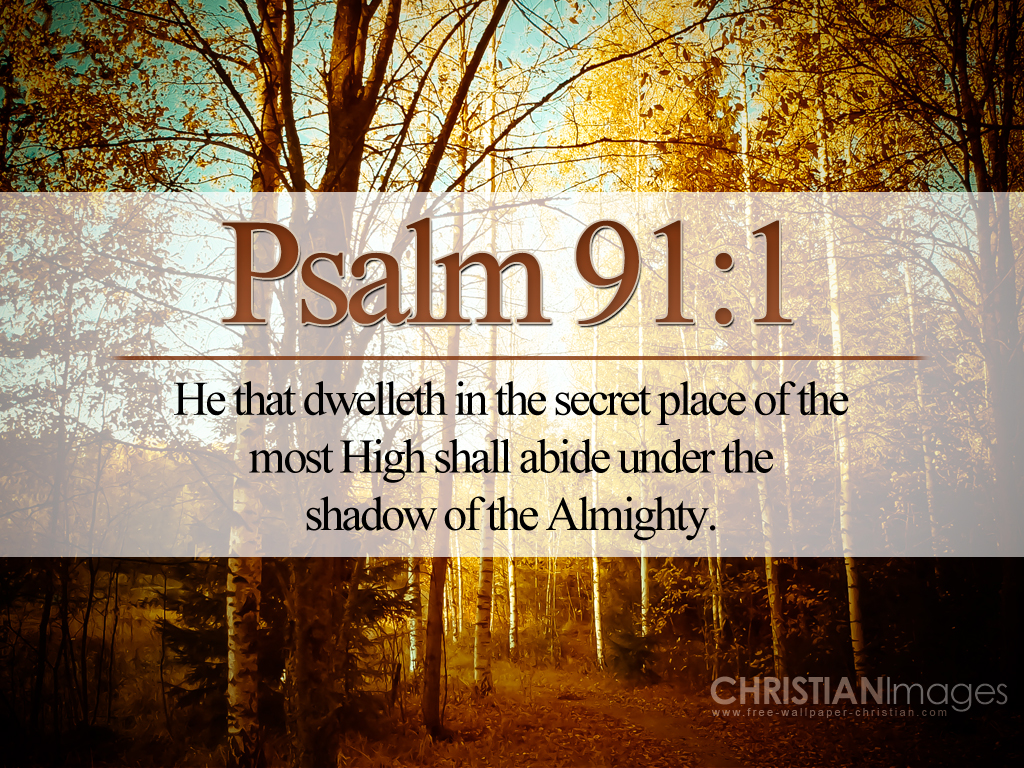 Psalm 91:1
He that dwelleth in the secret place of the
most High shall abide under the
shadow of the Almighty.
CHRISTIANImages
www.free-wallpaper-christian.com